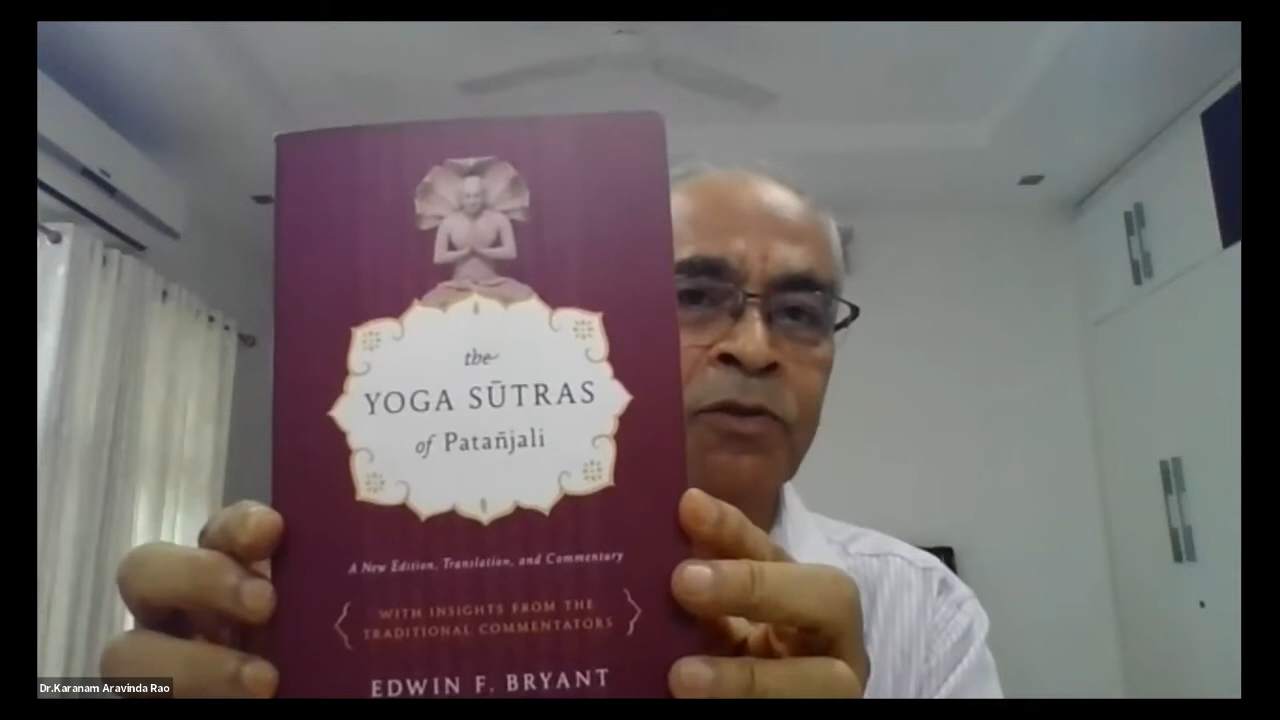 the
YOGA SŪTRAS
of Patañjali
A New Edition, Translation, and Commentary
WITH INSIGHTS FROM THE
TRADITIONAL COMMENTATORS
EDWIN F. BRYANT
Dr.Karanam Aravinda Rao